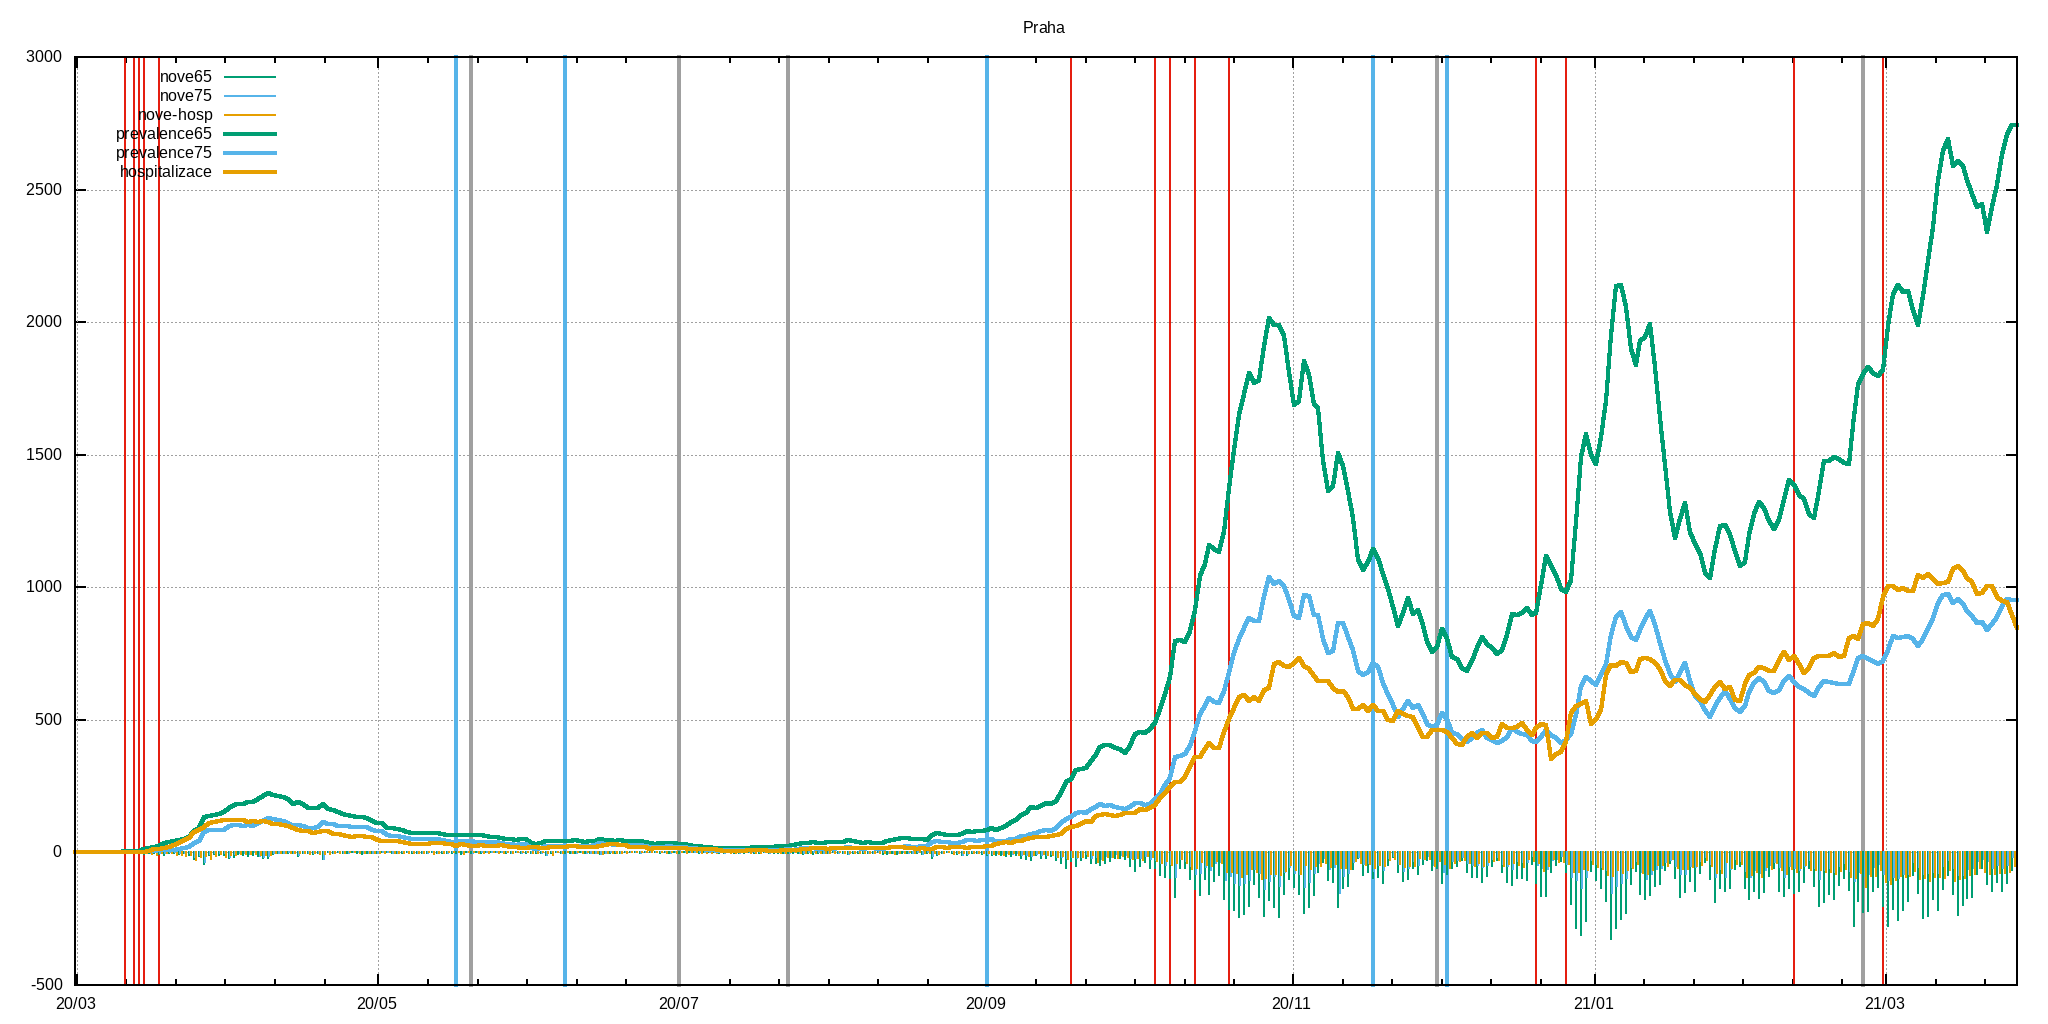 Praha
3000
2500
2000
1500
1000
500
0
-500
nove65
nove75
nove-hosp
prevalence65
prevalence75
hospitalizace
20/03 20/05 20/07 20/09 20/11 21/01 21/03